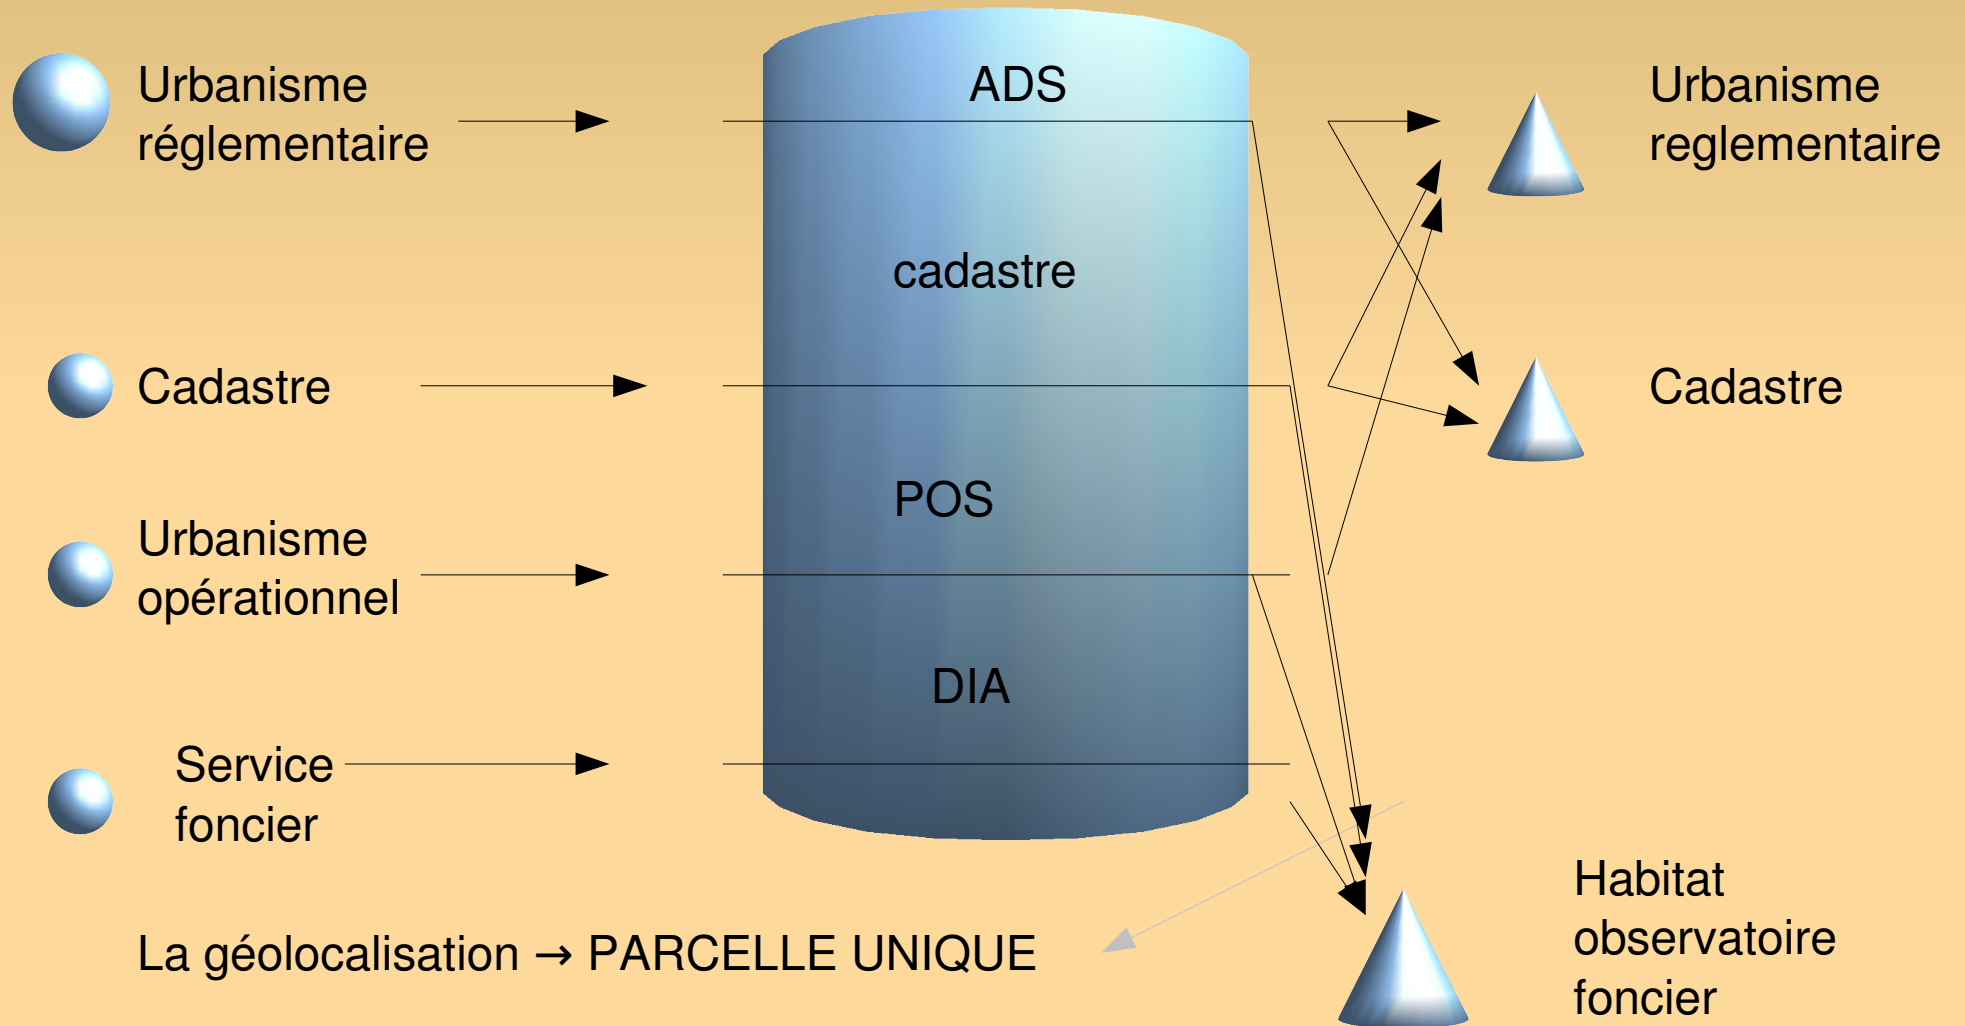 Urbanisme
réglementaire
Cadastre
Urbanisme
opérationnel
Service
foncier
ADS
cadastre
POS
DIA
Urbanisme
reglementaire
Cadastre
Habitat
observatoire
foncier
La géolocalisation → PARCELLE UNIQUE